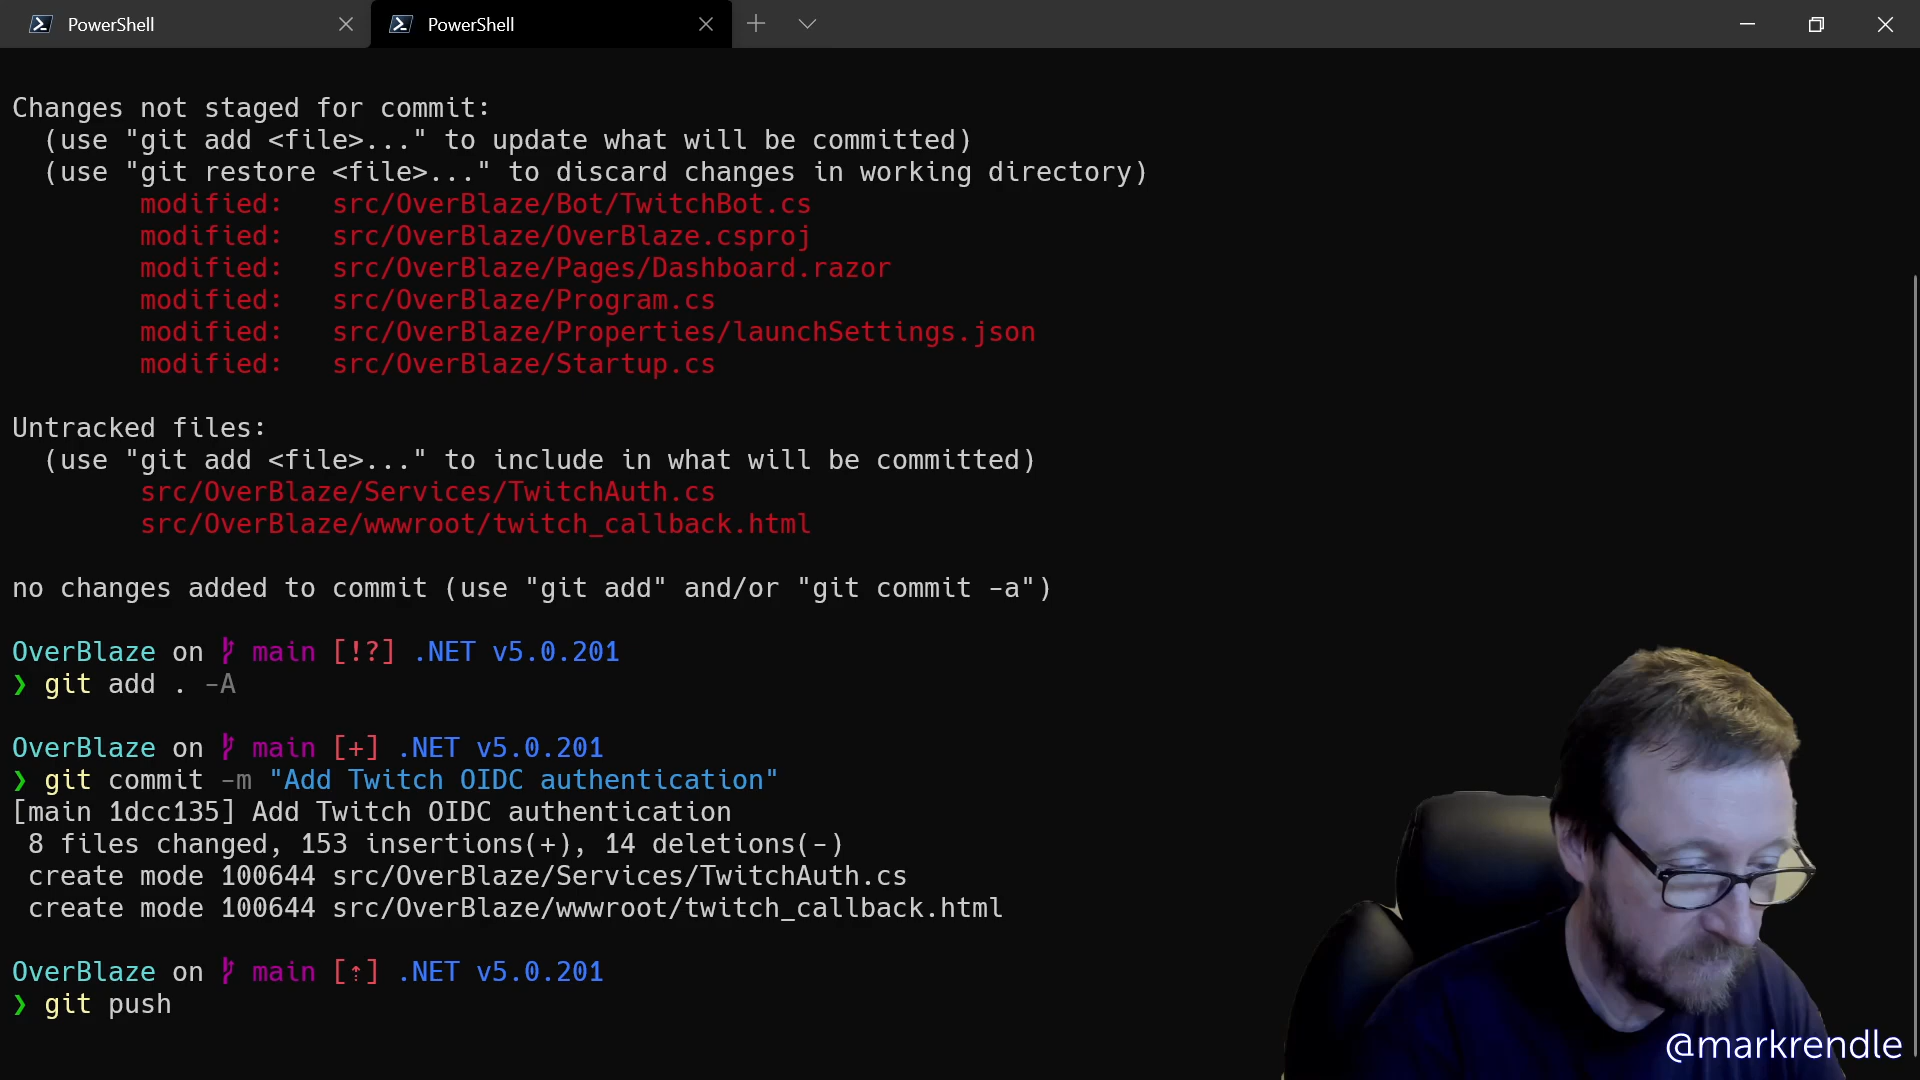 PowerShell
PowerShell
Changes not staged for commit:
(use "git add <file>..." to update what will be committed)
(use "git restore <file>..." to discard changes in working directory)
modified: src/OverBlaze/Bot/TwitchBot.cs
modified: src/OverBlaze/OverBlaze.csproj
modified: src/OverBlaze/Pages/Dashboard.razor
modified: src/OverBlaze/Program.cs
modified: src/OverBlaze/Properties/launchSettings.json
modified: src/OverBlaze/Startup.cs
Untracked files:
(use "git add <file>..." to include in what will be committed)
src/OverBlaze/Services/TwitchAuth.cs
src/OverBlaze/wwwroot/twitch_callback.html
no changes added to commit (use "git add" and/or "git commit -a")
OverBlaze on main [!?] .NET v5.0.201
❯ git add . -A
OverBlaze on main [+] .NET v5.0.201
❯ git commit -m "Add Twitch OIDC authentication"
[main 1dcc135] Add Twitch OIDC authentication
8 files changed, 153 insertions(+), 14 deletions(-)
create mode 100644 src/OverBlaze/Services/TwitchAuth.cs
create mode 100644 src/OverBlaze/wwwroot/twitch_callback.html
OverBlaze on main [⇡] .NET v5.0.201
❯ git push
@markrendle